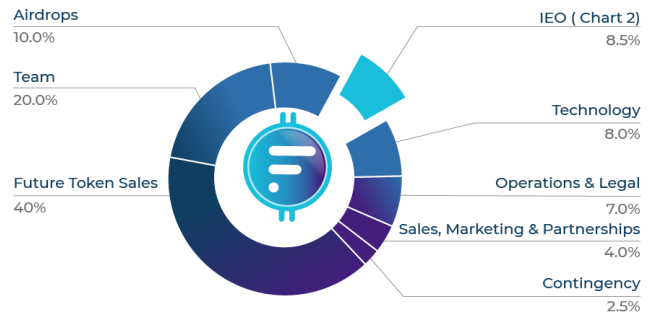 Airdrops
10.0%
Team
20.0%
Future Token Sales
40%
IEO ( Chart 2)
8.5%
Technology
8.0%
Operations & Legal
7.0%
Sales, Marketing & Partnerships
4.0%
Contingency
2.5%